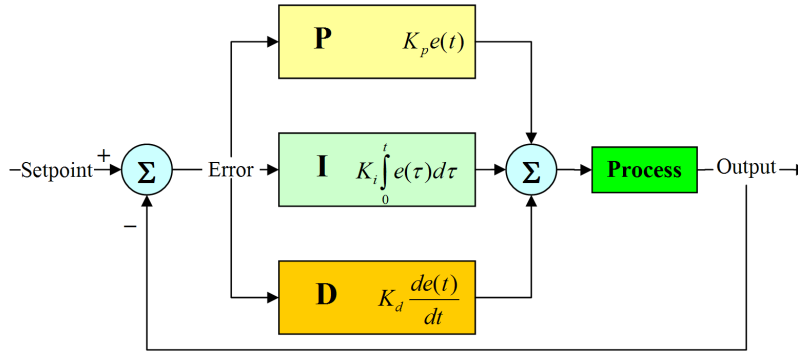 P K_p e(t)
–Setpoint + Σ Error I K_i ∫_0^t e(τ)dτ Σ Process Output
−
D K_d de(t)/dt